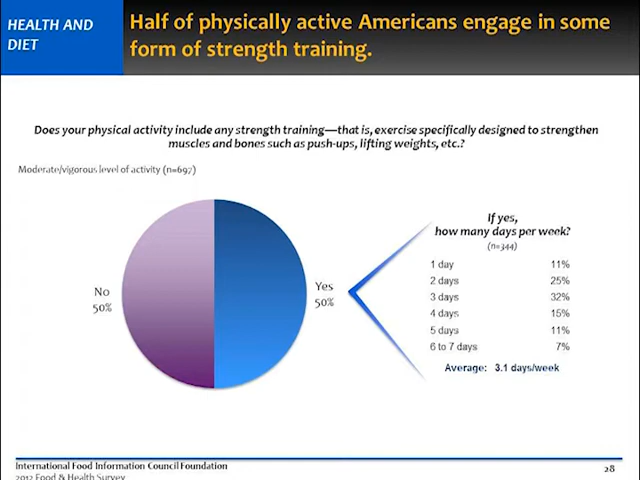 HEALTH AND
DIET
Half of physically active Americans engage in some
form of strength training.
Does your physical activity include any strength training—that is, exercise specifically designed to strengthen
muscles and bones such as push-ups, lifting weights, etc.?
Moderate/vigorous level of activity (n=697)
No
50%
Yes
50%
If yes,
how many days per week?
(n=344)
1 day 11%
2 days 25%
3 days 32%
4 days 15%
5 days 11%
6 to 7 days 7%
Average: 3.1 days/week
International Food Information Council Foundation
2012 Food & Health Survey
28